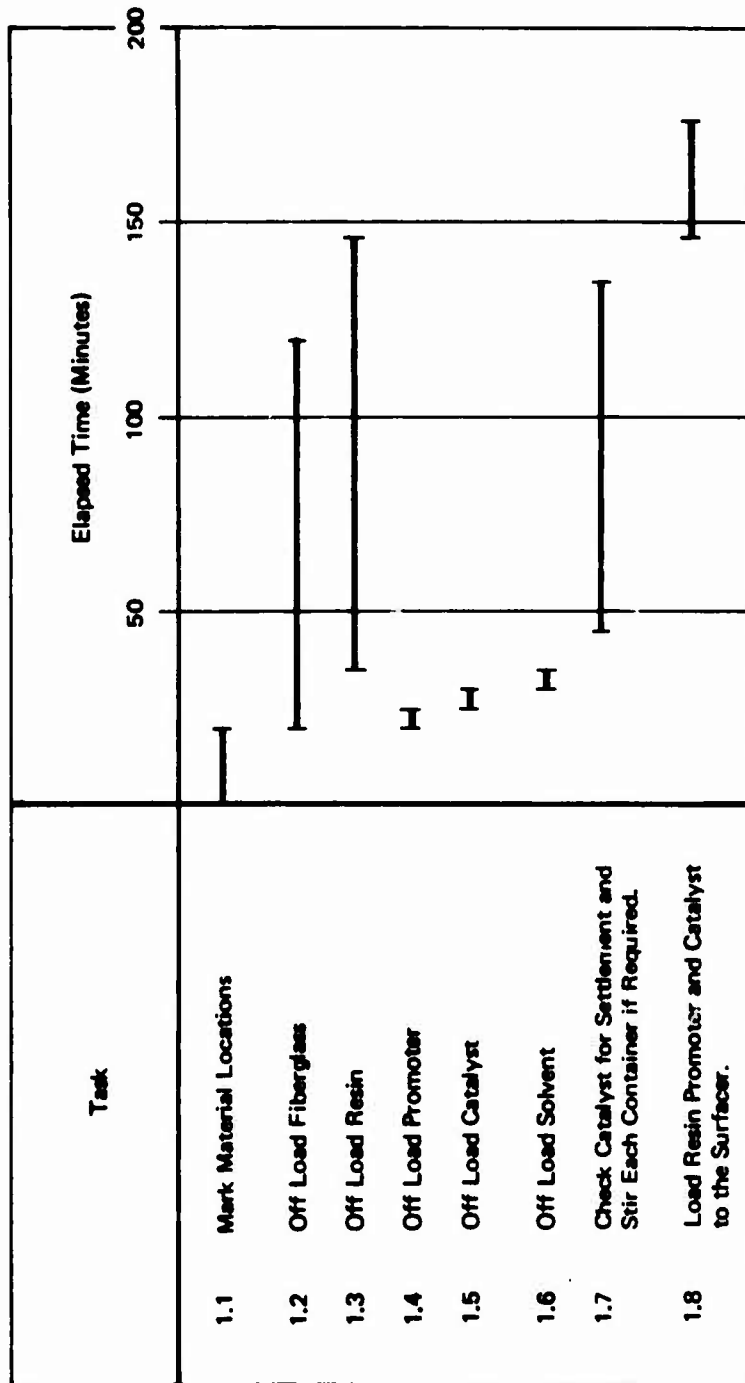 Task
Elapsed Time (Minutes)
50
100
150
200
1.1 Mark Material Locations
1.2 Off Load Fiberglass
1.3 Off Load Resin
1.4 Off Load Promoter
1.5 Off Load Catalyst
1.6 Off Load Solvent
1.7 Check Catalyst for Settlement and
Stir Each Container if Required.
1.8 Load Resin Promoter and Catalyst
to the Surfacer.